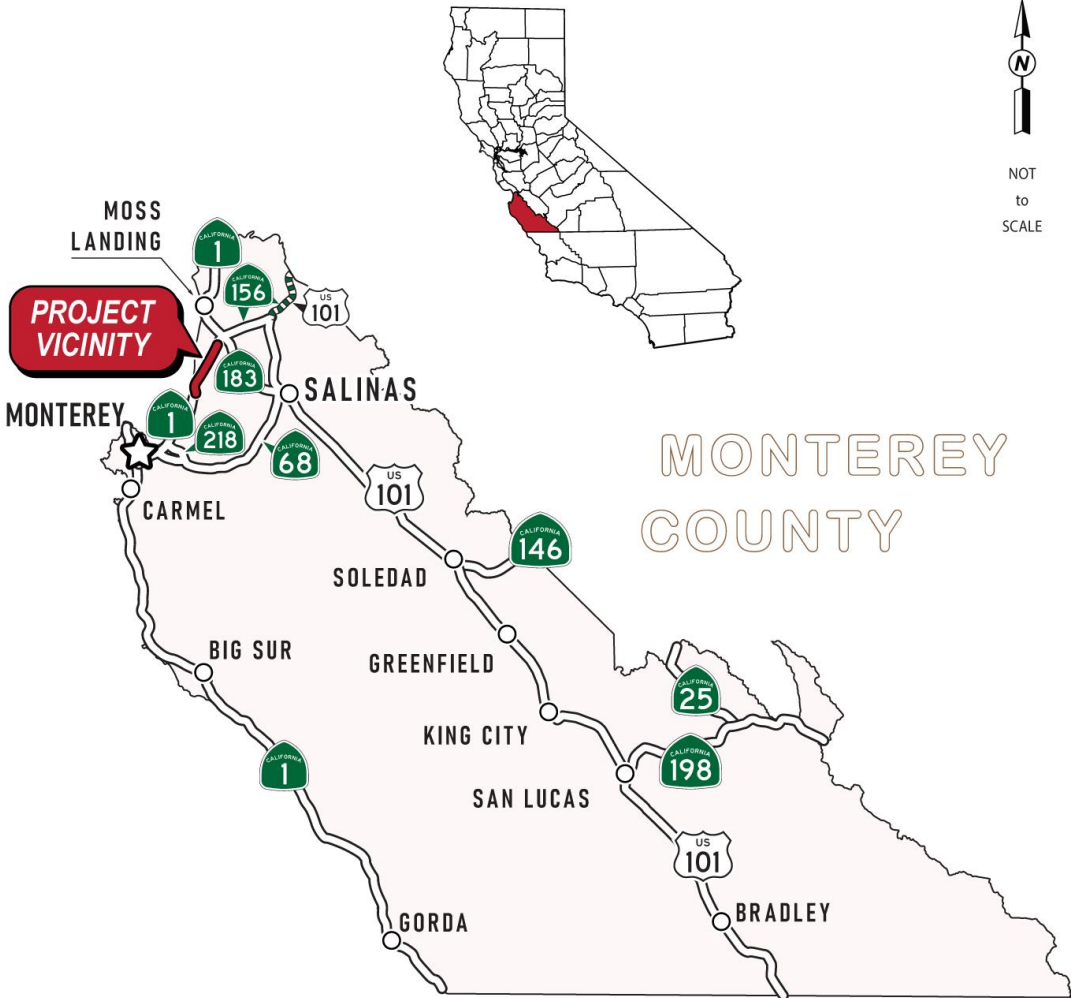 N
NOT
to
SCALE
MOSS
LANDING
CALIFORNIA
1
CALIFORNIA
156
US
101
PROJECT
VICINITY
CALIFORNIA
183
SALINAS
MONTEREY
CALIFORNIA
1
CALIFORNIA
218
CALIFORNIA
68
MONTEREY
COUNTY
US
101
CARMEL
CALIFORNIA
146
SOLEDAD
BIG SUR
GREENFIELD
CALIFORNIA
25
KING CITY
CALIFORNIA
198
CALIFORNIA
1
SAN LUCAS
US
101
GORDA
BRADLEY